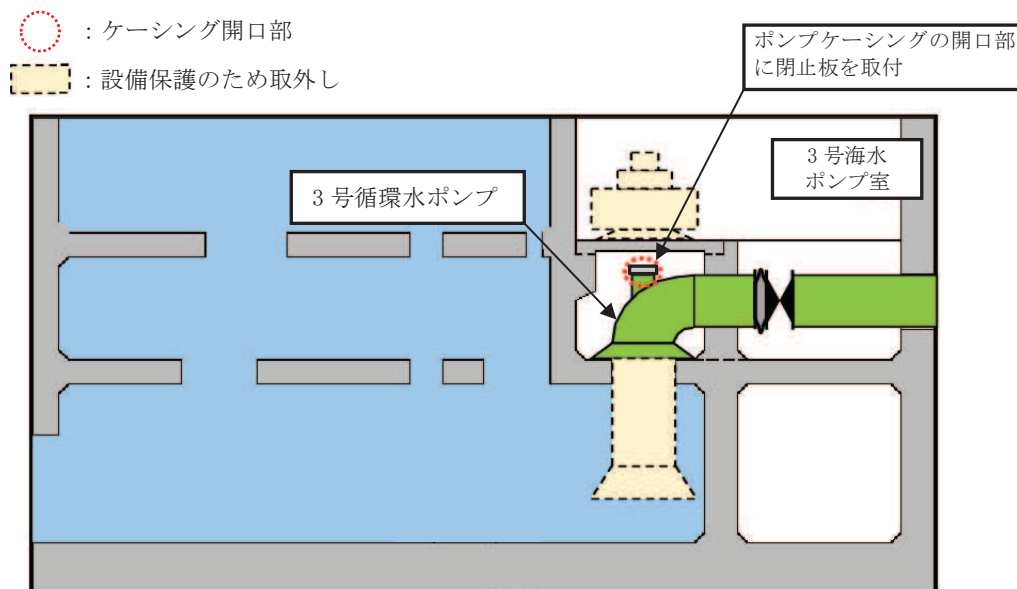 ：ケーシング開口部
：設備保護のため取外し
ポンプケーシングの開口部
に閉止板を取付
3 号海水
ポンプ室
3 号循環水ポンプ